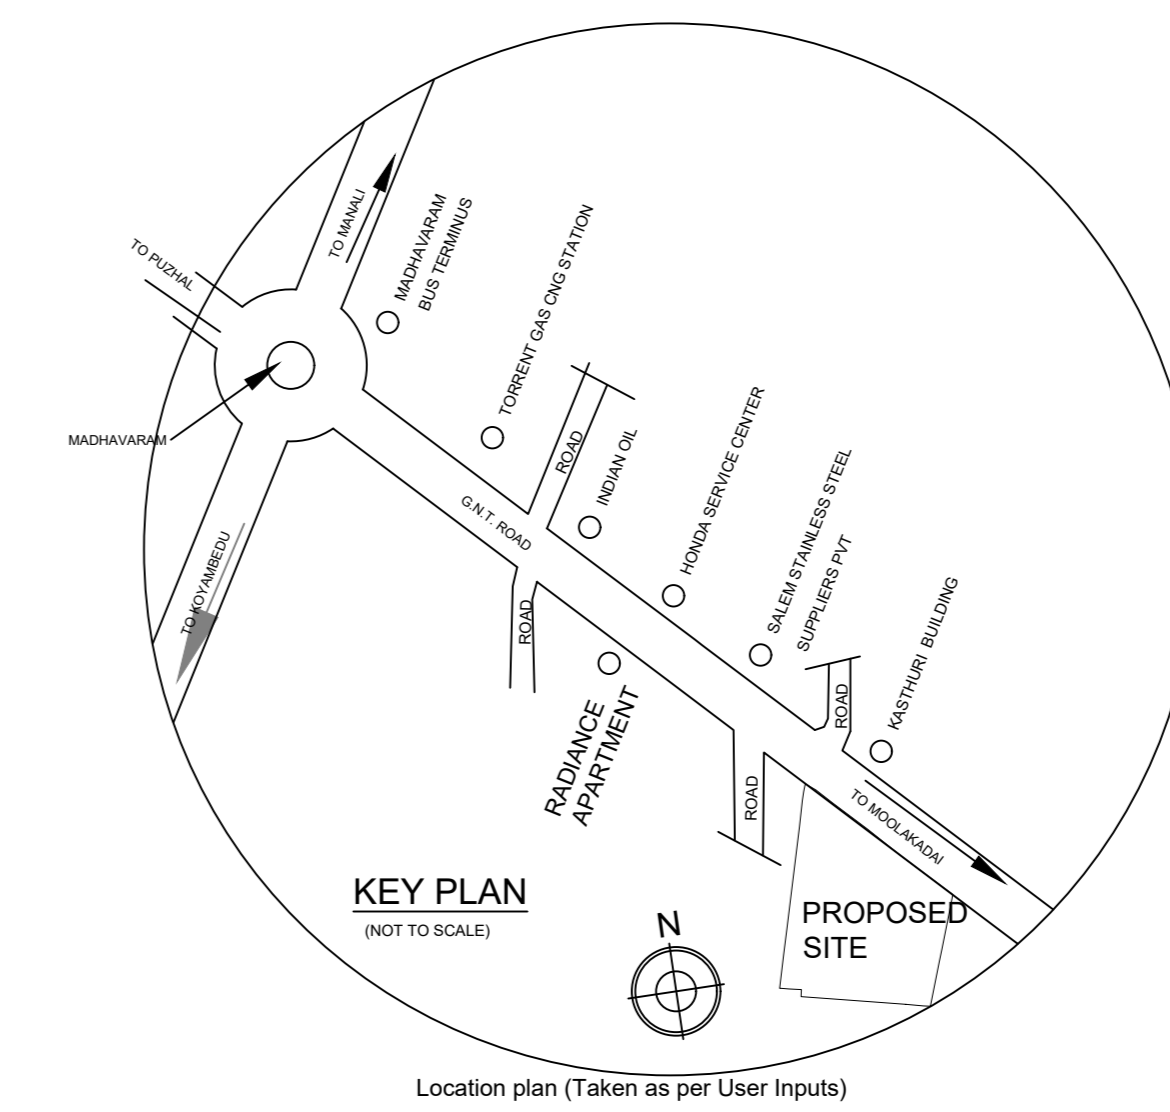 TO PUZHAL
TO MANALI
MADHAVARAM
BUS TERMINUS
TORRENT GAS CNG STATION
MADHAVARAM
ROAD
INDIAN OIL
HONDA SERVICE CENTER
G.N.T. ROAD
SALEM STAINLESS STEEL
SUPPLIERS PVT
TO KOYAMBEDU
ROAD
KASTHURI BUILDING
ROAD
RADIANCE
APARTMENT
ROAD
TO MOOLAKADAI
KEY PLAN
(NOT TO SCALE)
N
PROPOSED
SITE
Location plan (Taken as per User Inputs)